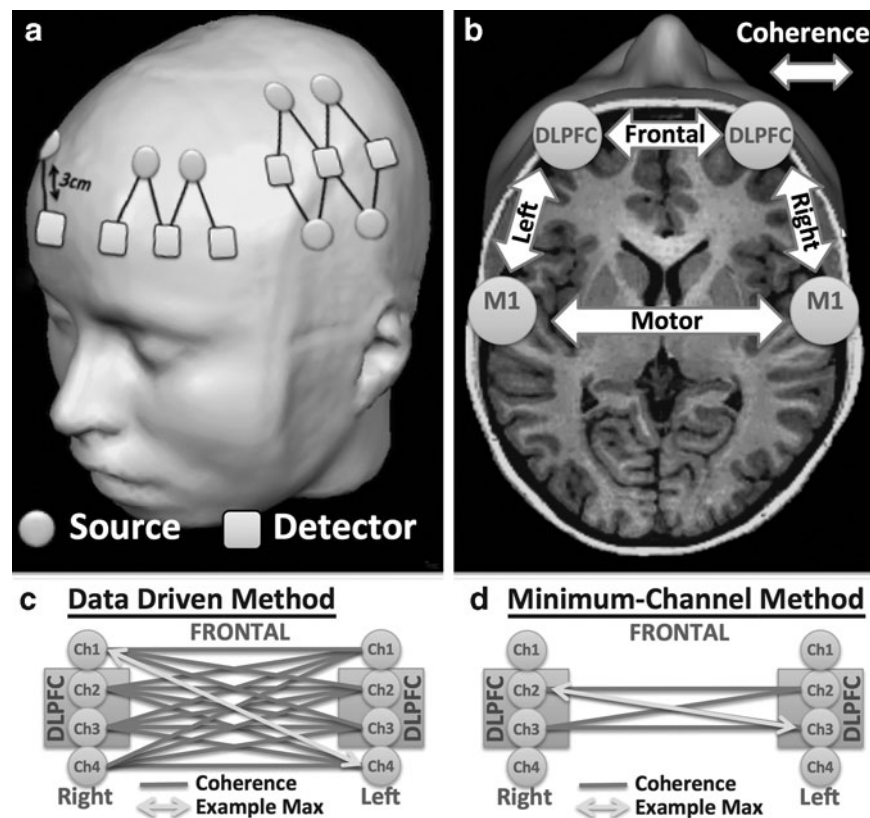 a
3cm
Source
Detector
b
Coherence
DLPFC
Frontal
DLPFC
Left
Right
M1
Motor
M1
c
Data Driven Method
FRONTAL
Ch1
Ch1
DLPFC
Ch2
Ch2
DLPFC
Ch3
Ch3
Ch4
Ch4
Right
Coherence
Example Max
Left
d
Minimum-Channel Method
FRONTAL
Ch1
Ch1
DLPFC
Ch2
Ch2
DLPFC
Ch3
Ch3
Ch4
Ch4
Right
Coherence
Example Max
Left